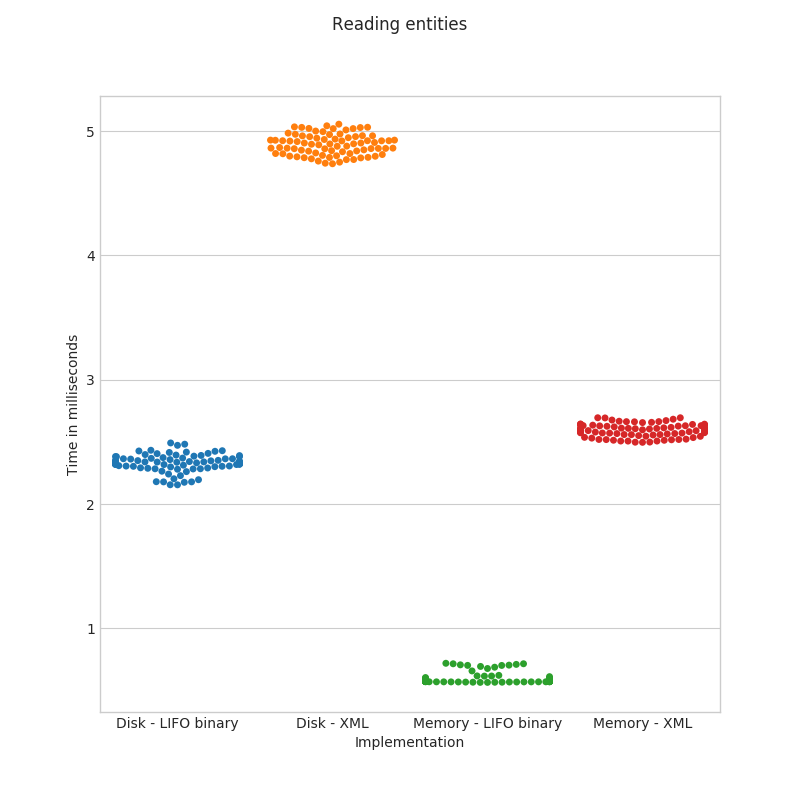 Reading entities
5
4
3
2
1
Time in milliseconds
Disk - LIFO binary
Disk - XML
Memory - LIFO binary
Memory - XML
Implementation